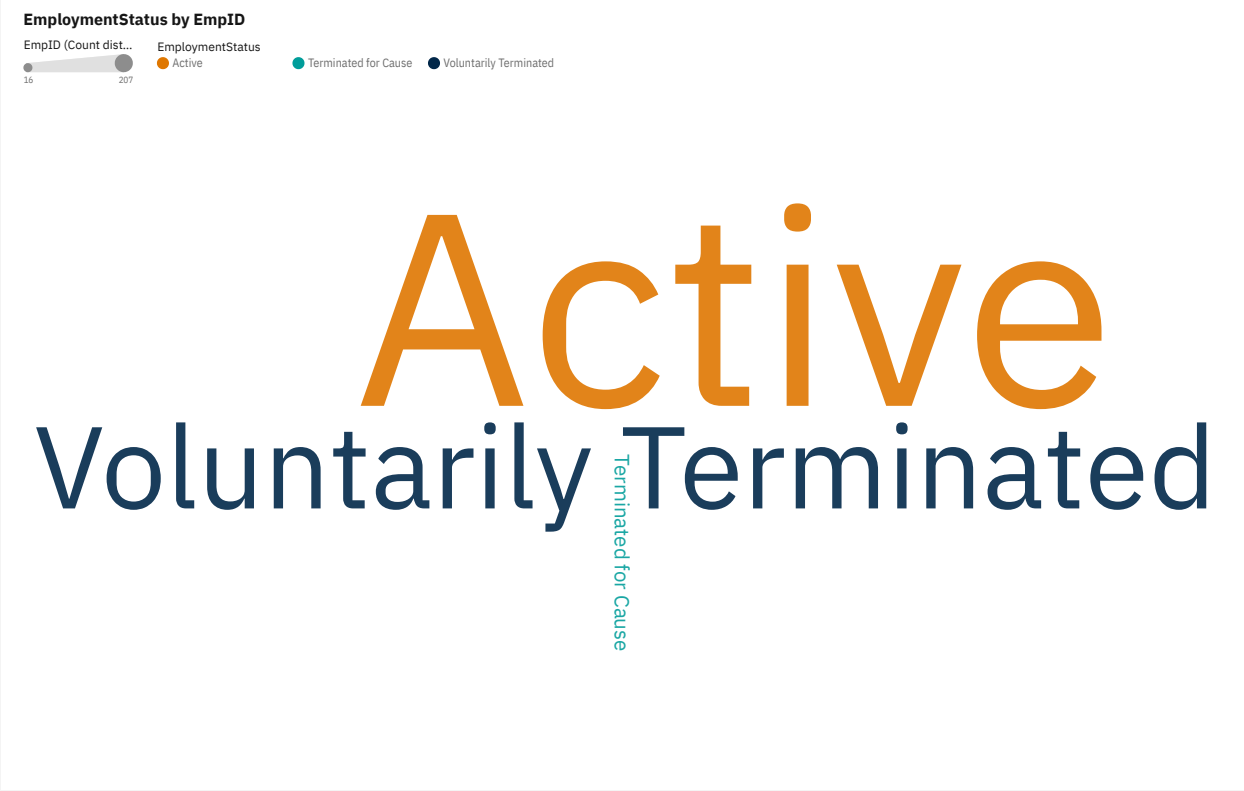 EmploymentStatus by EmpID
EmpID (Count dist...
EmploymentStatus
16
207
Active
Terminated for Cause
Voluntarily Terminated
Active
Voluntarily Terminated
Terminated for Cause